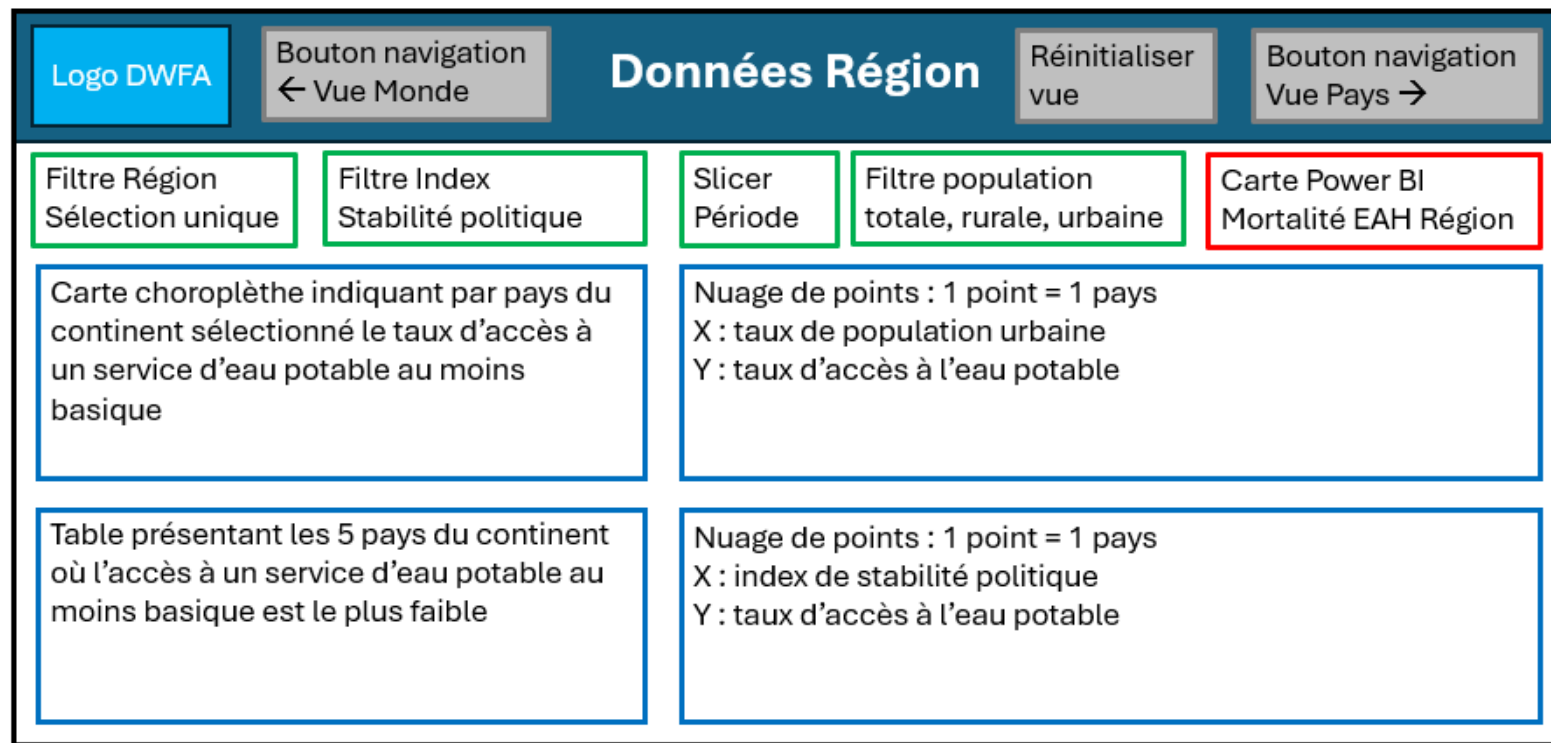 Logo DWFA
Bouton navigation
← Vue Monde
Données Région
Réinitialiser
vue
Bouton navigation
Vue Pays →
Filtre Région
Sélection unique
Filtre Index
Stabilité politique
Slicer
Période
Filtre population
totale, rurale, urbaine
Carte Power BI
Mortalité EAH Région
Carte choroplèthe indiquant par pays du
continent sélectionné le taux d'accès à
un service d'eau potable au moins
basique
Nuage de points : 1 point = 1 pays
X : taux de population urbaine
Y : taux d'accès à l'eau potable
Table présentant les 5 pays du continent
où l'accès à un service d'eau potable au
moins basique est le plus faible
Nuage de points : 1 point = 1 pays
X : index de stabilité politique
Y : taux d'accès à l'eau potable